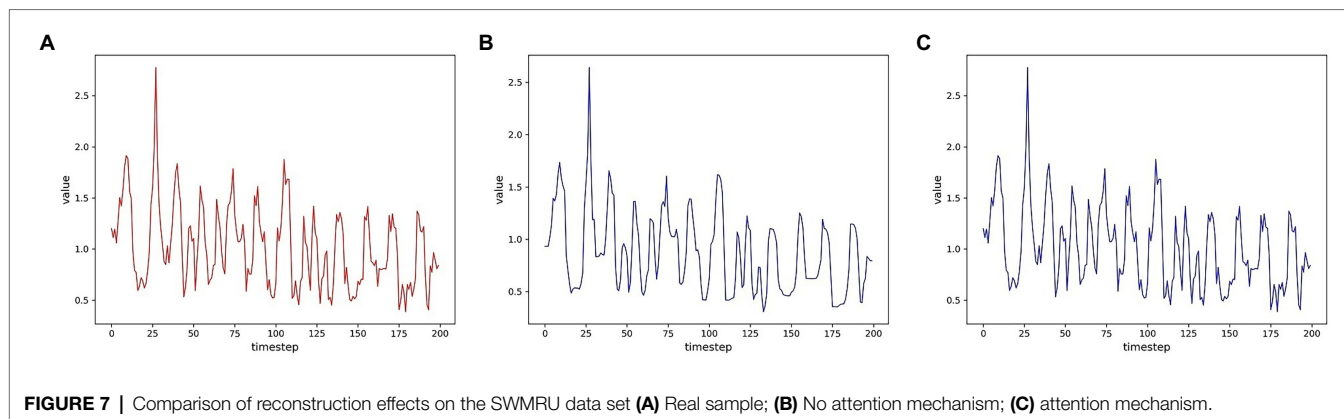 A
B
C
2.5
2.0
1.5
1.0
0.5
value
0 25 50 75 100 125 150 175 200
timestep
2.5
2.0
1.5
1.0
0.5
value
0 25 50 75 100 125 150 175 200
timestep
2.5
2.0
1.5
1.0
0.5
value
0 25 50 75 100 125 150 175 200
timestep
FIGURE 7 | Comparison of reconstruction effects on the SWMRU data set (A) Real sample; (B) No attention mechanism; (C) attention mechanism.